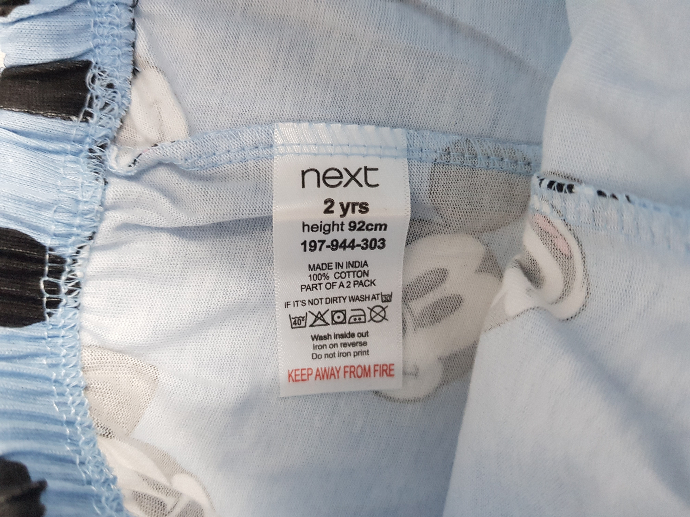 next
2 yrs
height 92cm
197-944-303
MADE IN INDIA
100% COTTON
PART OF A 2 PACK
IF IT'S NOT DIRTY WASH AT
40°
Wash inside out
Iron on reverse
Do not iron print
KEEP AWAY FROM FIRE